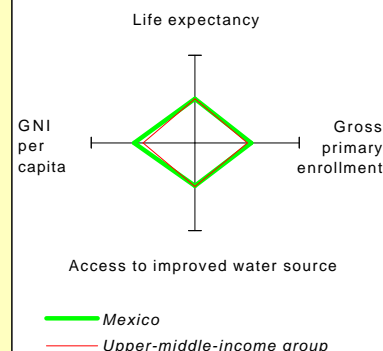 Life expectancy
GNI
per
capita
Gross
primary
enrollment
Access to improved water source
Mexico
Upper-middle-income group